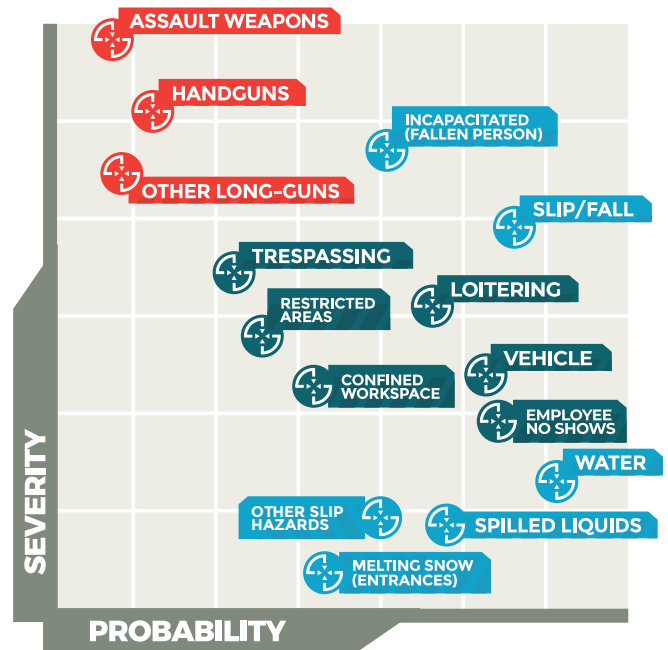 ASSAULT WEAPONS
HANDGUNS
INCAPACITATED
(FALLEN PERSON)
OTHER LONG-GUNS
SLIP/FALL
TRESPASSING
LOITERING
RESTRICTED
AREAS
VEHICLE
CONFINED
WORKSPACE
EMPLOYEE
NO SHOWS
WATER
OTHER SLIP
HAZARDS
SPILLED LIQUIDS
MELTING SNOW
(ENTRANCES)
SEVERITY
PROBABILITY